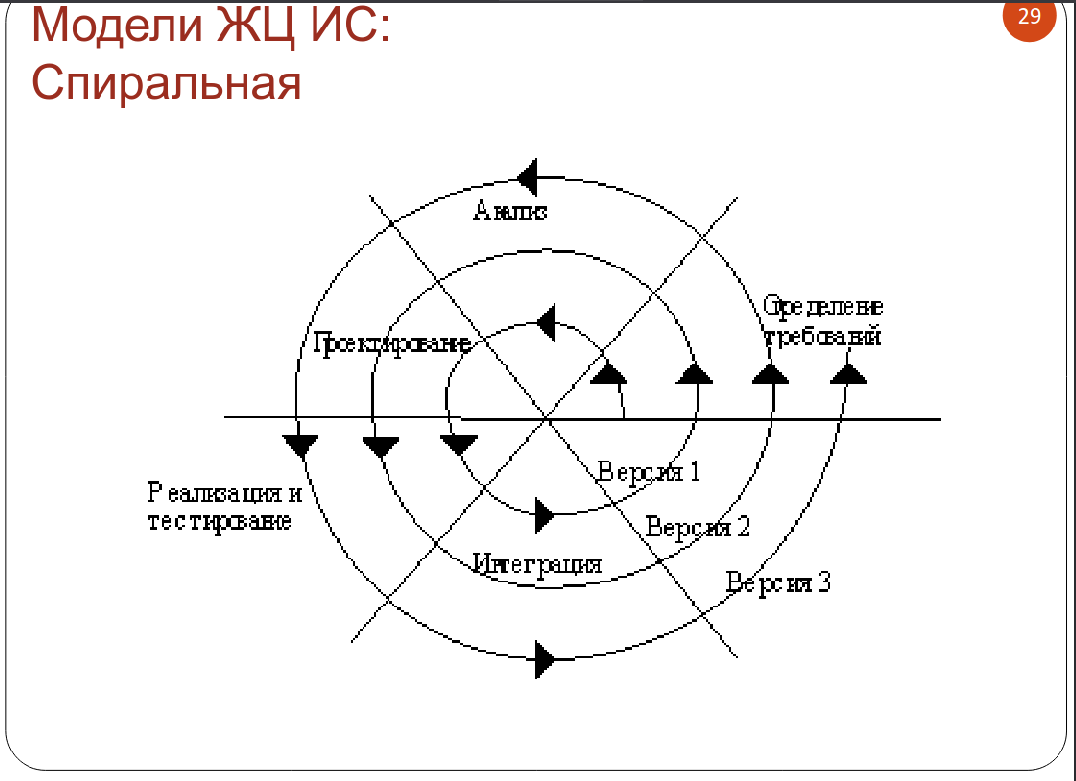 Модели ЖЦ ИС:
Спиральная
29
Анализ
Определение
требований
Проектирование
Версия 1
Реализация и
тестирование
Версия 2
Интеграция
Версия 3